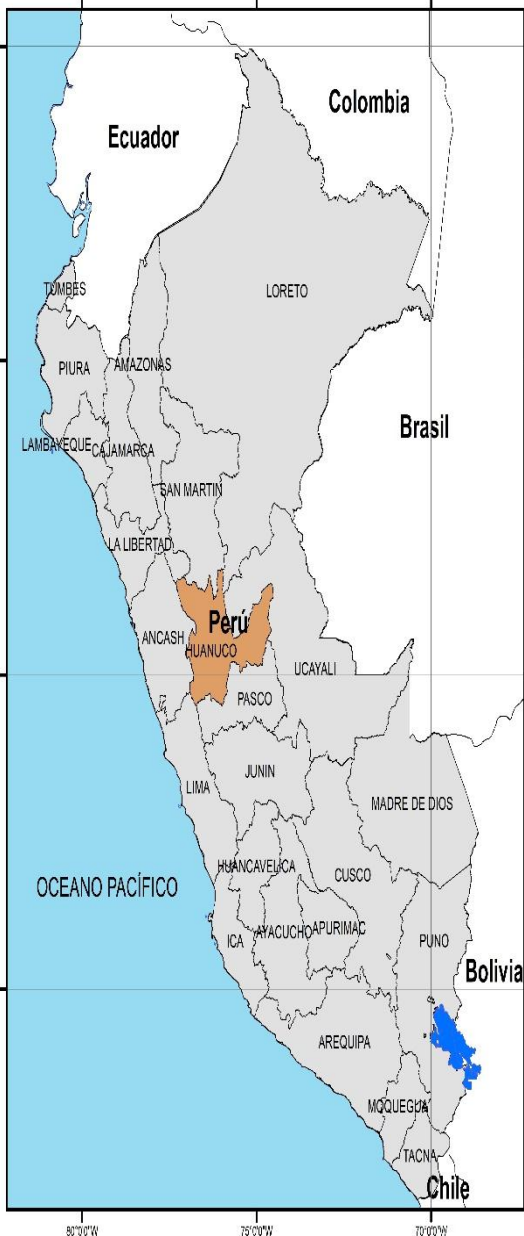 Colombia
Ecuador
LORETO
TUMBES
AMAZONAS
PIURA
Brasil
LAMBAYEQUE
CAJAMARCA
SAN MARTIN
LA LIBERTAD
Perú
ANCASH
HUANUCO
UCAYALI
PASCO
JUNIN
LIMA
MADRE DE DIOS
HUANCAVELICA
CUSCO
OCEANO PACÍFICO
AYACUCHO
APURIMAC
ICA
PUNO
Bolivia
AREQUIPA
MOQUEGUA
TACNA
Chile
80°0'0"W
75°0'0"W
70°0'0"W